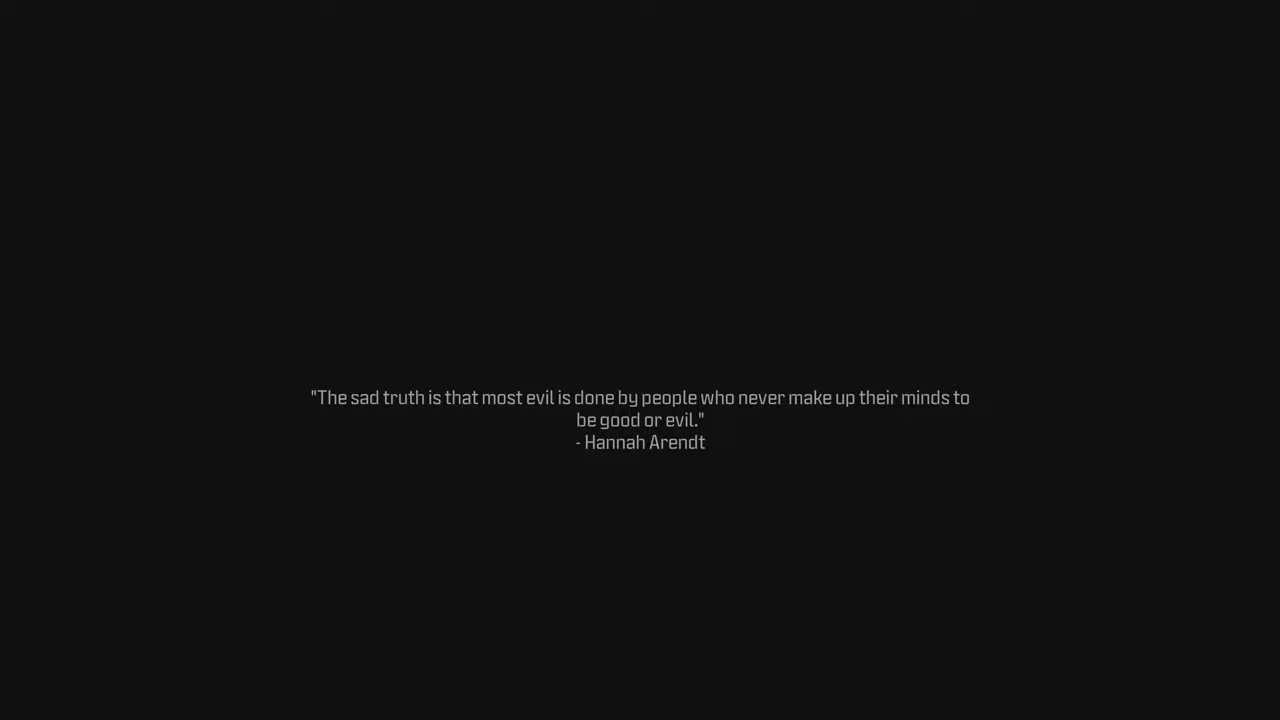 "The sad truth is that most evil is done by people who never make up their minds to
be good or evil."
- Hannah Arendt